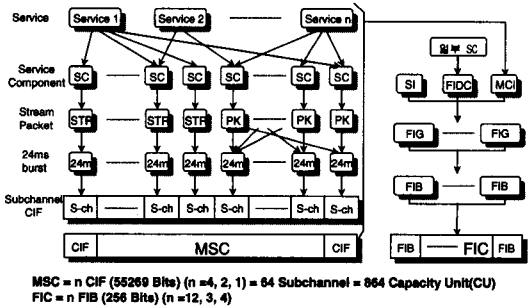 Service Service 1 Service 2 Service n
일부 SC
Service Component SC SC SC SC SC SC SI FIDC MCI
Stream Packet STR STR STR PK PK PK FIG FIG
24ms burst 24m 24m 24m 24m 24m 24m
FIB FIB
Subchannel CIF S-ch S-ch S-ch S-ch S-ch S-ch
CIF MSC CIF FIB FIC FIB
MSC = n CIF (55269 Bits) (n =4, 2, 1) = 64 Subchannel = 864 Capacity Unit(CU)
FIC = n FIB (256 Bits) (n =12, 3, 4)